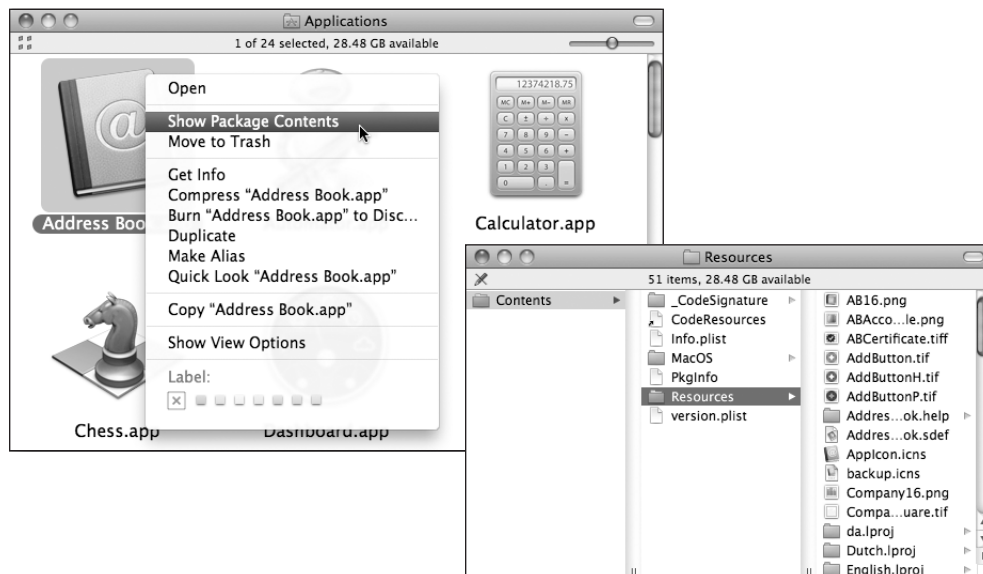 Applications
1 of 24 selected, 28.48 GB available
Open
Show Package Contents
Move to Trash
Get Info
Compress “Address Book.app”
Burn “Address Book.app” to Disc...
Duplicate
Make Alias
Quick Look “Address Book.app”
Copy “Address Book.app”
Show View Options
Label:
Address Boo
12374218.75
MC M+ M- MR
C ± ÷ ×
7 8 9 -
4 5 6 +
1 2 3
0 . =
Calculator.app
Chess.app
Dashboard.app
Resources
51 items, 28.48 GB available
Contents
_CodeSignature
CodeResources
Info.plist
MacOS
PkgInfo
Resources
version.plist
AB16.png
ABAcco...le.png
ABCertificate.tiff
AddButton.tif
AddButtonH.tif
AddButtonP.tif
Addres...ok.help
Addres...ok.sdef
AppIcon.icns
backup.icns
Company16.png
Compa...uare.tif
da.lproj
Dutch.lproj
English.lproj